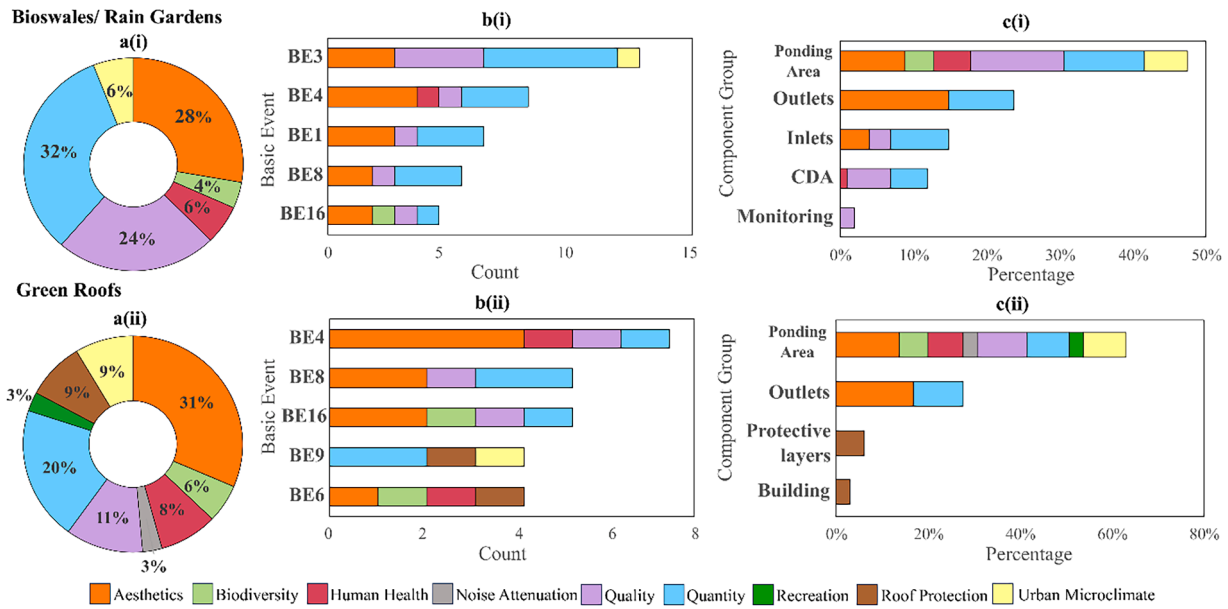 Bioswales/ Rain Gardens
a(i)
6%
28%
32%
4%
6%
24%
b(i)
Basic Event
BE3
BE4
BE1
BE8
BE16
0
5
10
15
Count
c(i)
Component Group
Ponding
Area
Outlets
Inlets
CDA
Monitoring
0%
10%
20%
30%
40%
50%
Percentage
Green Roofs
a(ii)
9%
9%
31%
3%
20%
6%
8%
11%
3%
b(ii)
Basic Event
BE4
BE8
BE16
BE9
BE6
0
2
4
6
8
Count
c(ii)
Component Group
Ponding
Area
Outlets
Protective
layers
Building
0%
20%
40%
60%
80%
Percentage
Aesthetics
Biodiversity
Human Health
Noise Attenuation
Quality
Quantity
Recreation
Roof Protection
Urban Microclimate